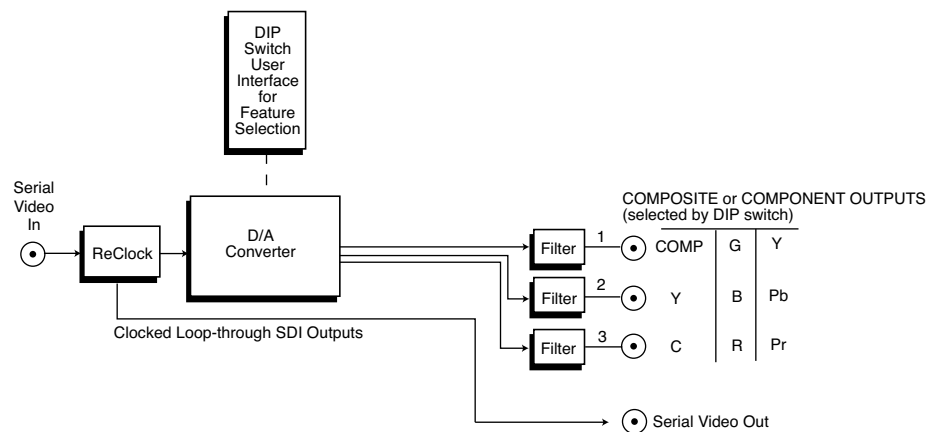 DIP
Switch
User
Interface
for
Feature
Selection
Serial
Video
In
ReClock
D/A
Converter
COMPOSITE or COMPONENT OUTPUTS
(selected by DIP switch)
Filter 1 COMP G Y
Filter 2 Y B Pb
Filter 3 C R Pr
Clocked Loop-through SDI Outputs
Serial Video Out